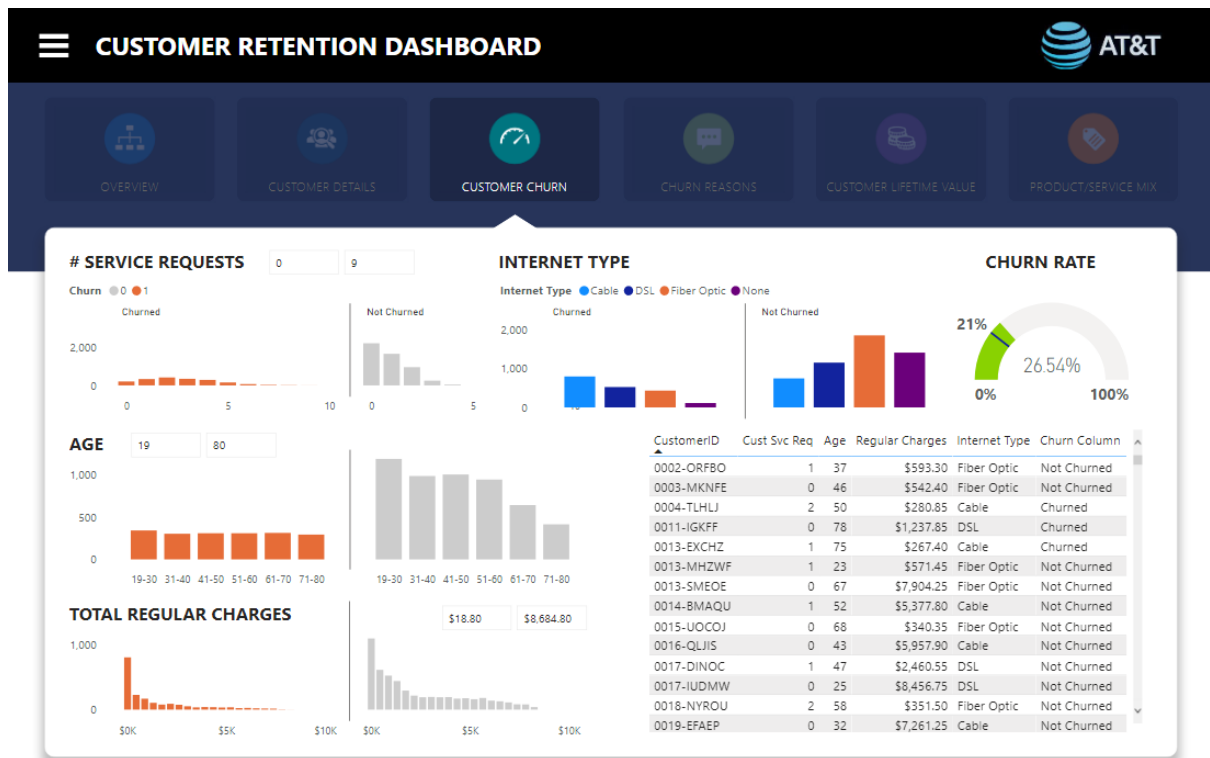 CUSTOMER RETENTION DASHBOARD
AT&T
OVERVIEW
CUSTOMER DETAILS
CUSTOMER CHURN
CHURN REASONS
CUSTOMER LIFETIME VALUE
PRODUCT/SERVICE MIX
# SERVICE REQUESTS 0 9
Churn 0 1
Churned Not Churned
2,000
0
0 5 10 0 5
INTERNET TYPE
Internet Type Cable DSL Fiber Optic None
Churned Not Churned
2,000
1,000
0
CHURN RATE
21%
26.54%
0% 100%
AGE 19 80
1,000
500
0
19-30 31-40 41-50 51-60 61-70 71-80 19-30 31-40 41-50 51-60 61-70 71-80
TOTAL REGULAR CHARGES $18.80 $8,684.80
1,000
0
$0K $5K $10K $0K $5K $10K
CustomerID Cust Svc Req Age Regular Charges Internet Type Churn Column
0002-ORFBO 1 37 $593.30 Fiber Optic Not Churned
0003-MKNFE 0 46 $542.40 Fiber Optic Not Churned
0004-TLHLJ 2 50 $280.85 Cable Churned
0011-IGKFF 0 78 $1,237.85 DSL Churned
0013-EXCHZ 1 75 $267.40 Cable Churned
0013-MHZWF 1 23 $571.45 Fiber Optic Not Churned
0013-SMEOE 0 67 $7,904.25 Fiber Optic Not Churned
0014-BMAQU 1 52 $5,377.80 Cable Not Churned
0015-UOCOJ 0 68 $340.35 Fiber Optic Not Churned
0016-QLJIS 0 43 $5,957.90 Cable Not Churned
0017-DINOC 1 47 $2,460.55 DSL Not Churned
0017-IUDMW 0 25 $8,456.75 DSL Not Churned
0018-NYROU 2 58 $351.50 Fiber Optic Not Churned
0019-EFAEP 0 32 $7,261.25 Cable Not Churned